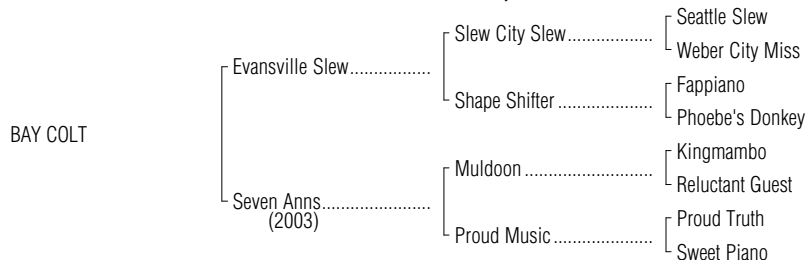 Seattle Slew
Slew City Slew..................
Weber City Miss
Evansville Slew.................
Fappiano
Shape Shifter ....................
Phoebe's Donkey
BAY COLT
Kingmambo
Muldoon ...........................
Reluctant Guest
Seven Anns.......................
(2003)
Proud Truth
Proud Music .....................
Sweet Piano